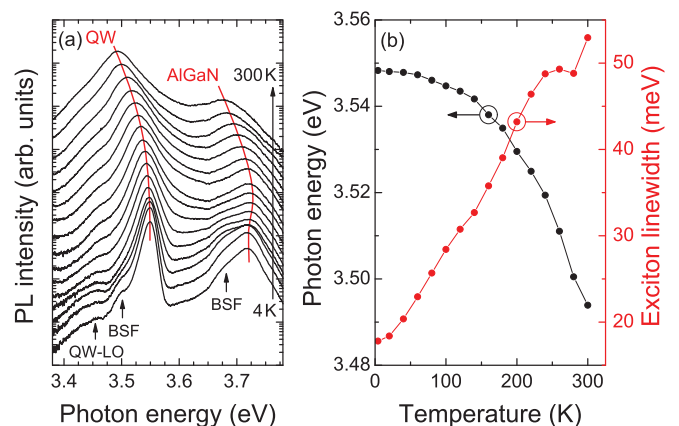 (a)
QW
AlGaN
300 K
4 K
BSF
BSF
QW-LO
PL intensity (arb. units)
3.4 3.5 3.6 3.7
Photon energy (eV)
(b)
3.56
3.54
3.52
3.50
3.48
Photon energy (eV)
0 100 200 300
Temperature (K)
50
40
30
20
Exciton linewidth (meV)